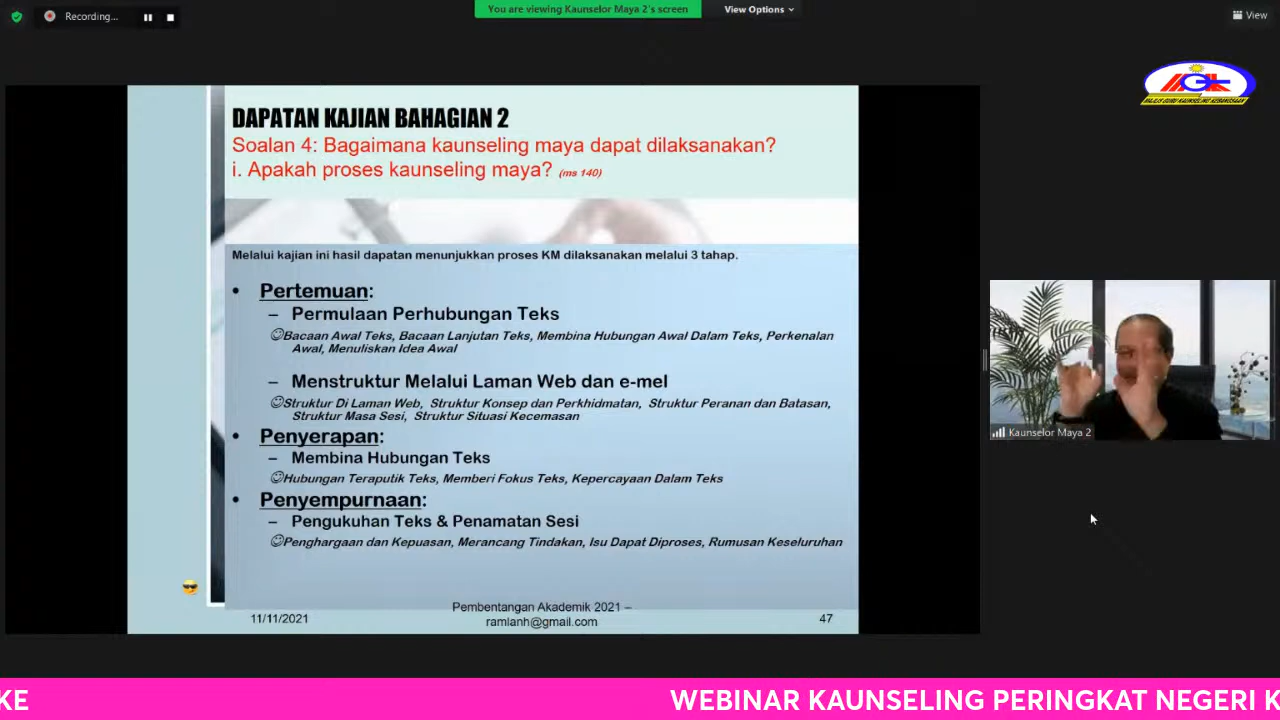 Recording...
You are viewing Kaunselor Maya 2's screen
View Options
View
DAPATAN KAJIAN BAHAGIAN 2
Soalan 4: Bagaimana kaunseling maya dapat dilaksanakan?
i. Apakah proses kaunseling maya? (ms 140)
Melalui kajian ini hasil dapatan menunjukkan proses KM dilaksanakan melalui 3 tahap.
• Pertemuan:
– Permulaan Perhubungan Teks
☺Bacaan Awal Teks, Bacaan Lanjutan Teks, Membina Hubungan Awal Dalam Teks, Perkenalan
Awal, Menuliskan Idea Awal
– Menstruktur Melalui Laman Web dan e-mel
☺Struktur Di Laman Web, Struktur Konsep dan Perkhidmatan, Struktur Peranan dan Batasan,
Struktur Masa Sesi, Struktur Situasi Kecemasan
• Penyerapan:
– Membina Hubungan Teks
☺Hubungan Teraputik Teks, Memberi Fokus Teks, Kepercayaan Dalam Teks
• Penyempurnaan:
– Pengukuhan Teks & Penamatan Sesi
☺Penghargaan dan Kepuasan, Merancang Tindakan, Isu Dapat Diproses, Rumusan Keseluruhan
11/11/2021
Pembentangan Akademik 2021 –
ramlanh@gmail.com
47
Kaunselor Maya 2
KE
WEBINAR KAUNSELING PERINGKAT NEGERI K